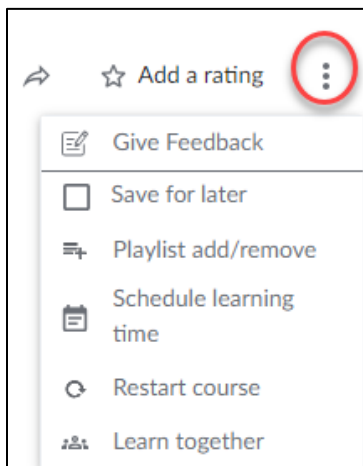 Add a rating
Give Feedback
Save for later
Playlist add/remove
Schedule learning
time
Restart course
Learn together